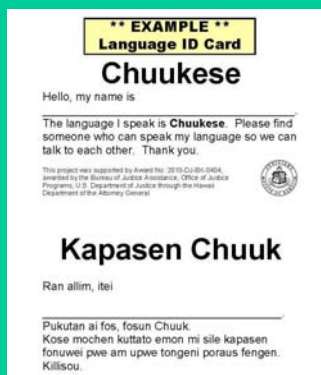 ** EXAMPLE **
Language ID Card
Chuukese
Hello, my name is
The language I speak is Chuukese. Please find
someone who can speak my language so we can
talk to each other. Thank you.
This project was supported by Award No. 2010-DJ-BX-0404,
awarded by the Bureau of Justice Assistance, Office of Justice
Programs, U.S. Department of Justice through the Hawaii
Department of the Attorney General
Kapasen Chuuk
Ran allim, itei
Pukutan ai fos, fosun Chuuk.
Kose mochen kuttato emon mi sile kapasen
fonuwei pwe am upwe tongeni poraus fengen.
Killisou.